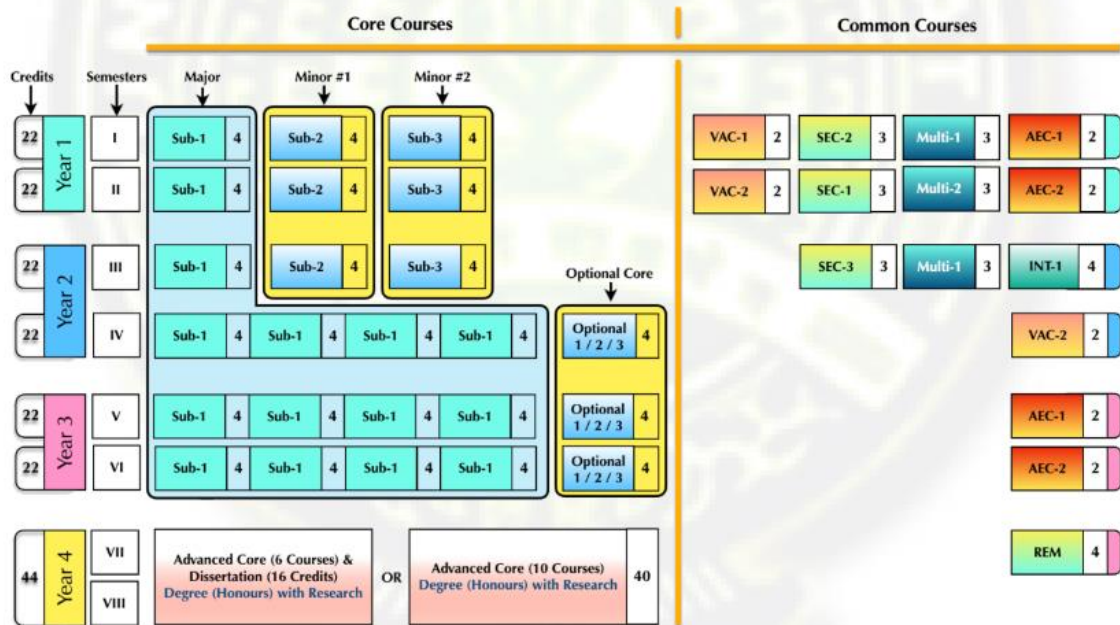 Core Courses
Common Courses
Credits
Semesters
Major
Minor #1
Minor #2
22
Year 1
I
Sub-1 4
Sub-2 4
Sub-3 4
VAC-1 2
SEC-2 3
Multi-1 3
AEC-1 2
22
II
Sub-1 4
Sub-2 4
Sub-3 4
VAC-2 2
SEC-1 3
Multi-2 3
AEC-2 2
22
Year 2
III
Sub-1 4
Sub-2 4
Sub-3 4
Optional Core
SEC-3 3
Multi-1 3
INT-1 4
22
IV
Sub-1 4
Sub-1 4
Sub-1 4
Sub-1 4
Optional
1 / 2 / 3
4
VAC-2 2
22
Year 3
V
Sub-1 4
Sub-1 4
Sub-1 4
Sub-1 4
Optional
1 / 2 / 3
4
AEC-1 2
22
VI
Sub-1 4
Sub-1 4
Sub-1 4
Sub-1 4
Optional
1 / 2 / 3
4
AEC-2 2
44
Year 4
VII
VIII
Advanced Core (6 Courses) &
Dissertation (16 Credits)
Degree (Honours) with Research
OR
Advanced Core (10 Courses)
Degree (Honours) with Research
40
REM 4